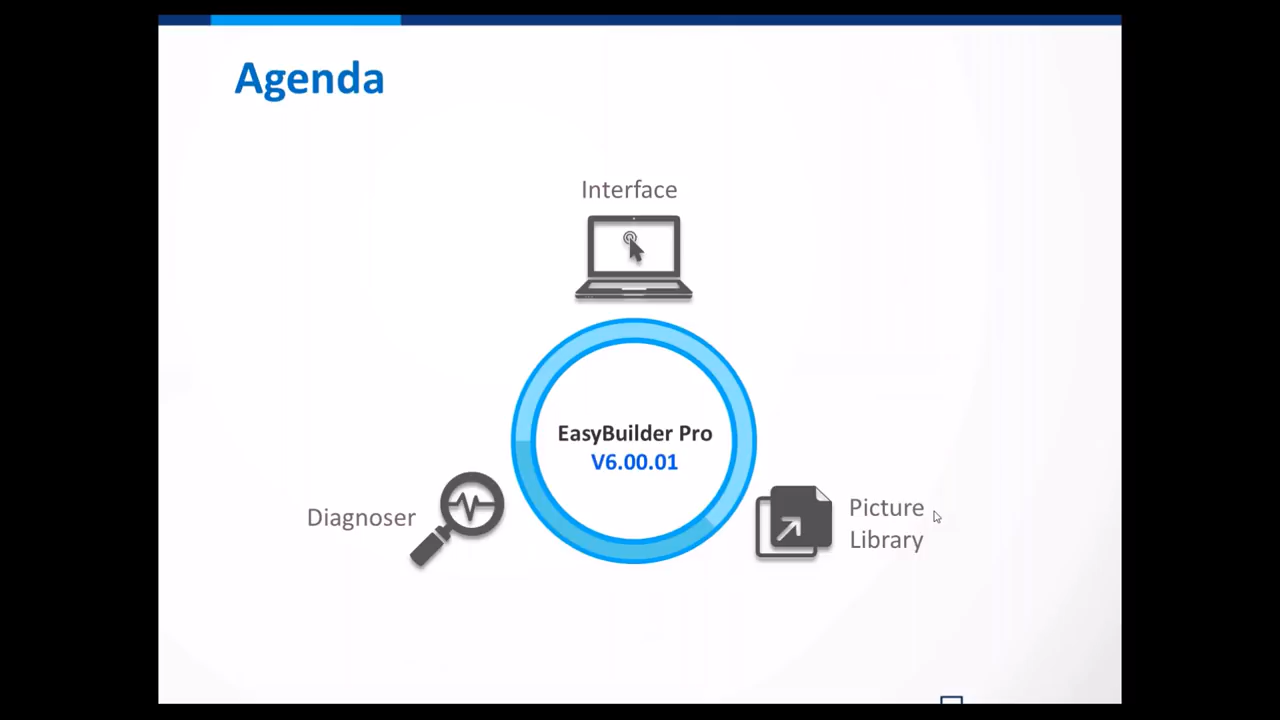 Agenda
Interface
EasyBuilder Pro
V6.00.01
Diagnoser
Picture
Library